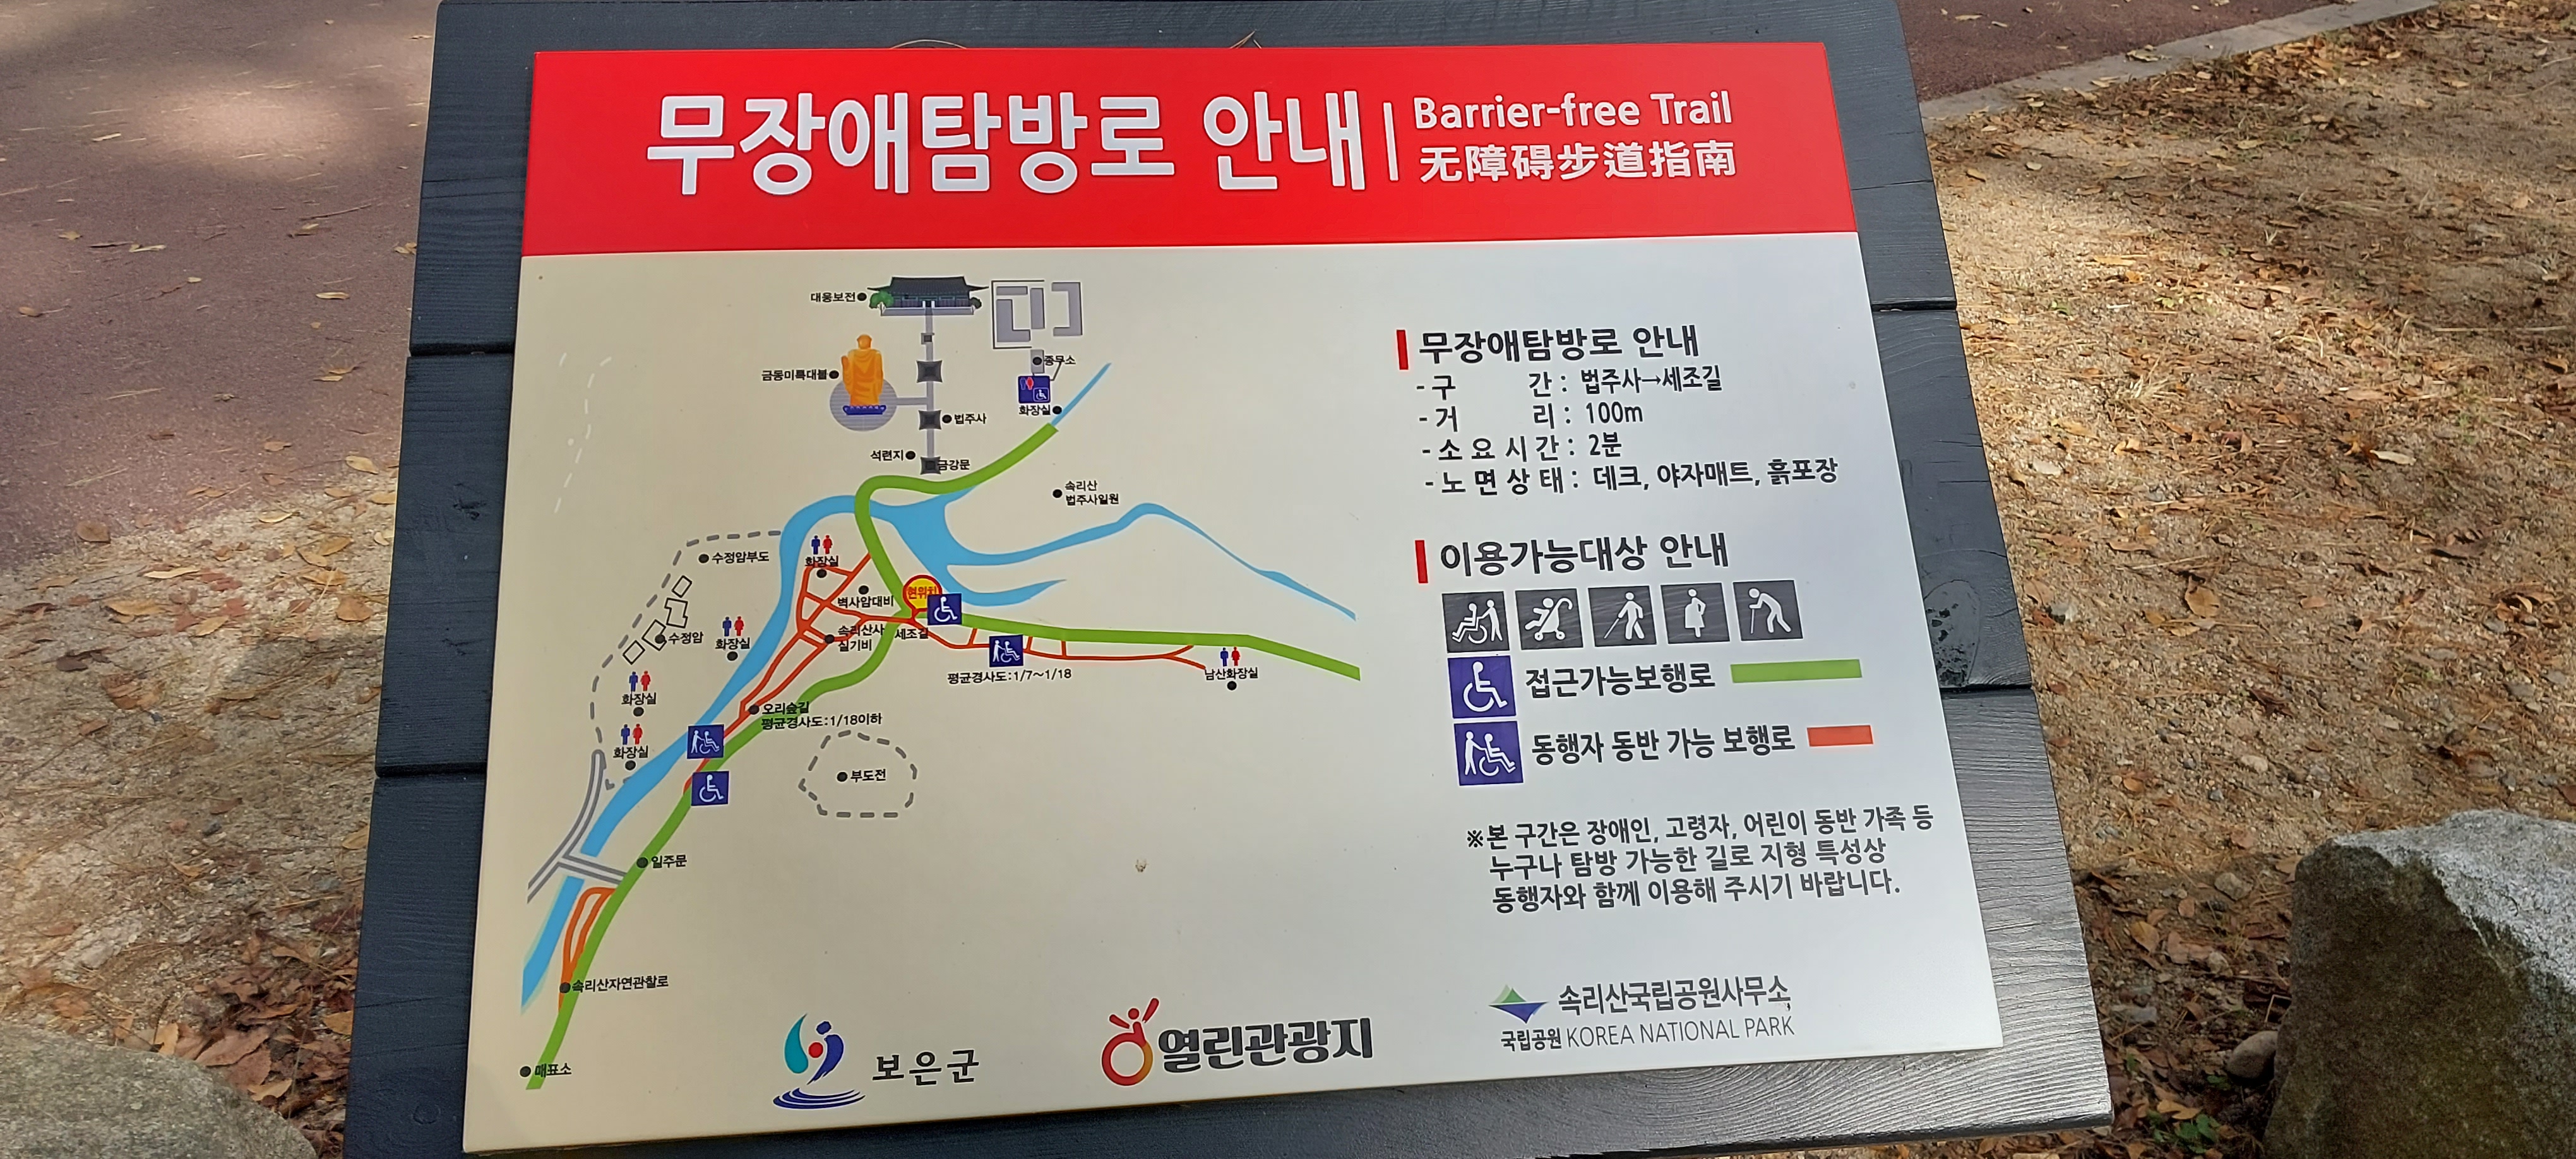 무장애탐방로 안내
Barrier-free Trail
无障碍步道指南
대웅보전
종무소
금동미륵대불
화장실
법주사
석련지
금강문
속리산
법주사일원
수정암부도
화장실
벽사암대비
현위치
수정암
화장실
속리산사
실기비
세조길
평균경사도:1/7~1/18
남산화장실
화장실
오리숲길
평균경사도:1/18이하
화장실
부도전
일주문
속리산자연관찰로
매표소
무장애탐방로 안내
- 구 간 : 법주사→세조길
- 거 리 : 100m
- 소 요 시 간 : 2분
- 노 면 상 태 : 데크, 야자매트, 흙포장
이용가능대상 안내
접근가능보행로
동행자 동반 가능 보행로
※본 구간은 장애인, 고령자, 어린이 동반 가족 등
누구나 탐방 가능한 길로 지형 특성상
동행자와 함께 이용해 주시기 바랍니다.
보은군
열린관광지
속리산국립공원사무소
국립공원 KOREA NATIONAL PARK